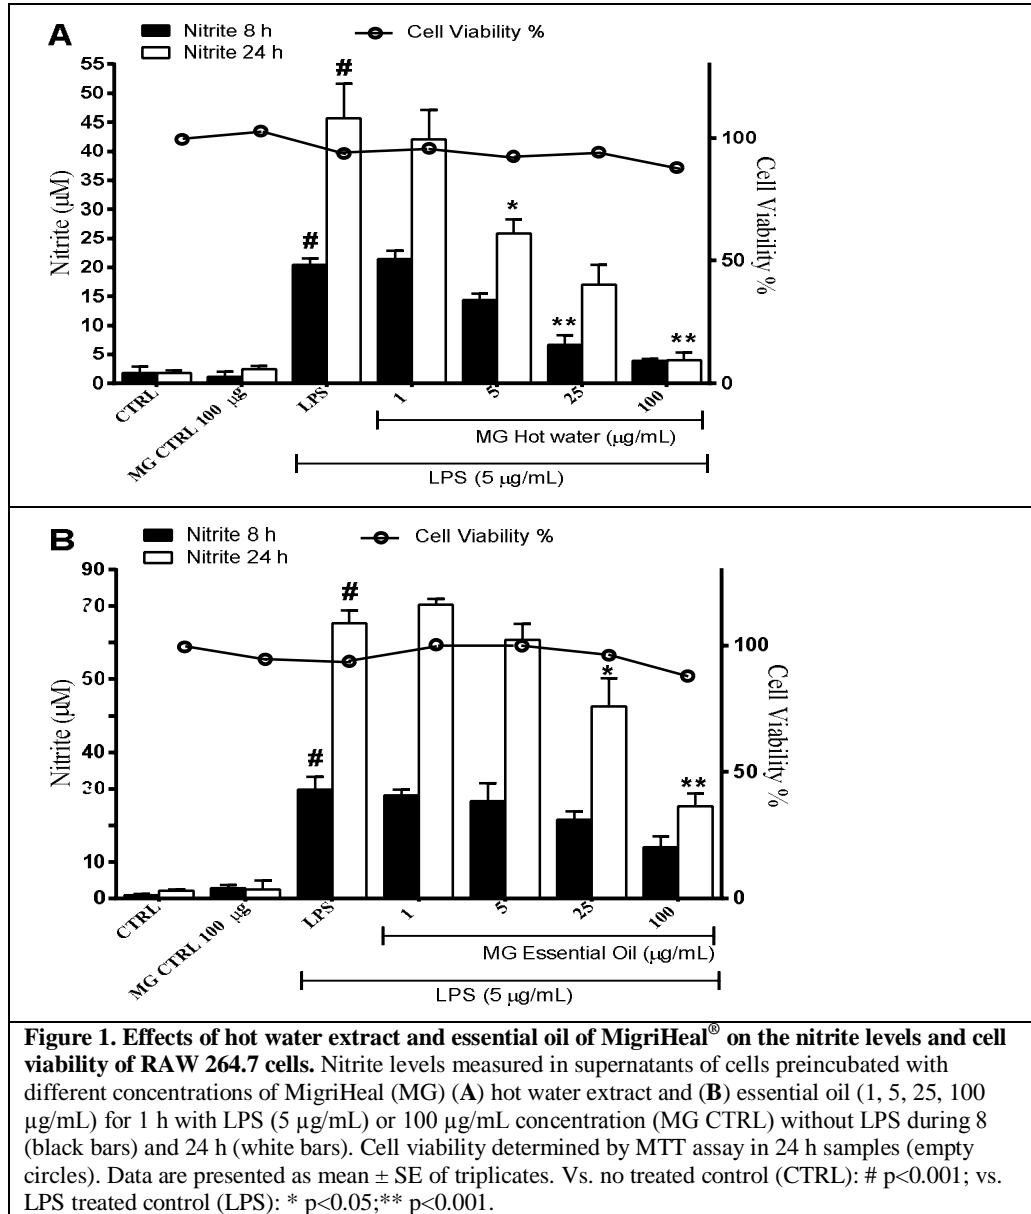 A
Nitrite 8 h
Nitrite 24 h
Cell Viability %
55
50
45
40
35
30
25
20
15
10
5
0
Nitrite (µM)
100
50
0
Cell Viability %
#
#
*
**
**
CTRL
MG CTRL 100 µg
LPS
1
5
25
100
MG Hot water (µg/mL)
LPS (5 µg/mL)
B
Nitrite 8 h
Nitrite 24 h
Cell Viability %
90
70
50
40
30
10
0
Nitrite (µM)
100
50
0
Cell Viability %
#
#
*
**
CTRL
MG CTRL 100 µg
LPS
1
5
25
100
MG Essential Oil (µg/mL)
LPS (5 µg/mL)
Figure 1. Effects of hot water extract and essential oil of MigriHeal® on the nitrite levels and cell
viability of RAW 264.7 cells. Nitrite levels measured in supernatants of cells preincubated with
different concentrations of MigriHeal (MG) (A) hot water extract and (B) essential oil (1, 5, 25, 100
µg/mL) for 1 h with LPS (5 µg/mL) or 100 µg/mL concentration (MG CTRL) without LPS during 8
(black bars) and 24 h (white bars). Cell viability determined by MTT assay in 24 h samples (empty
circles). Data are presented as mean ± SE of triplicates. Vs. no treated control (CTRL): # p<0.001; vs.
LPS treated control (LPS): * p<0.05;** p<0.001.